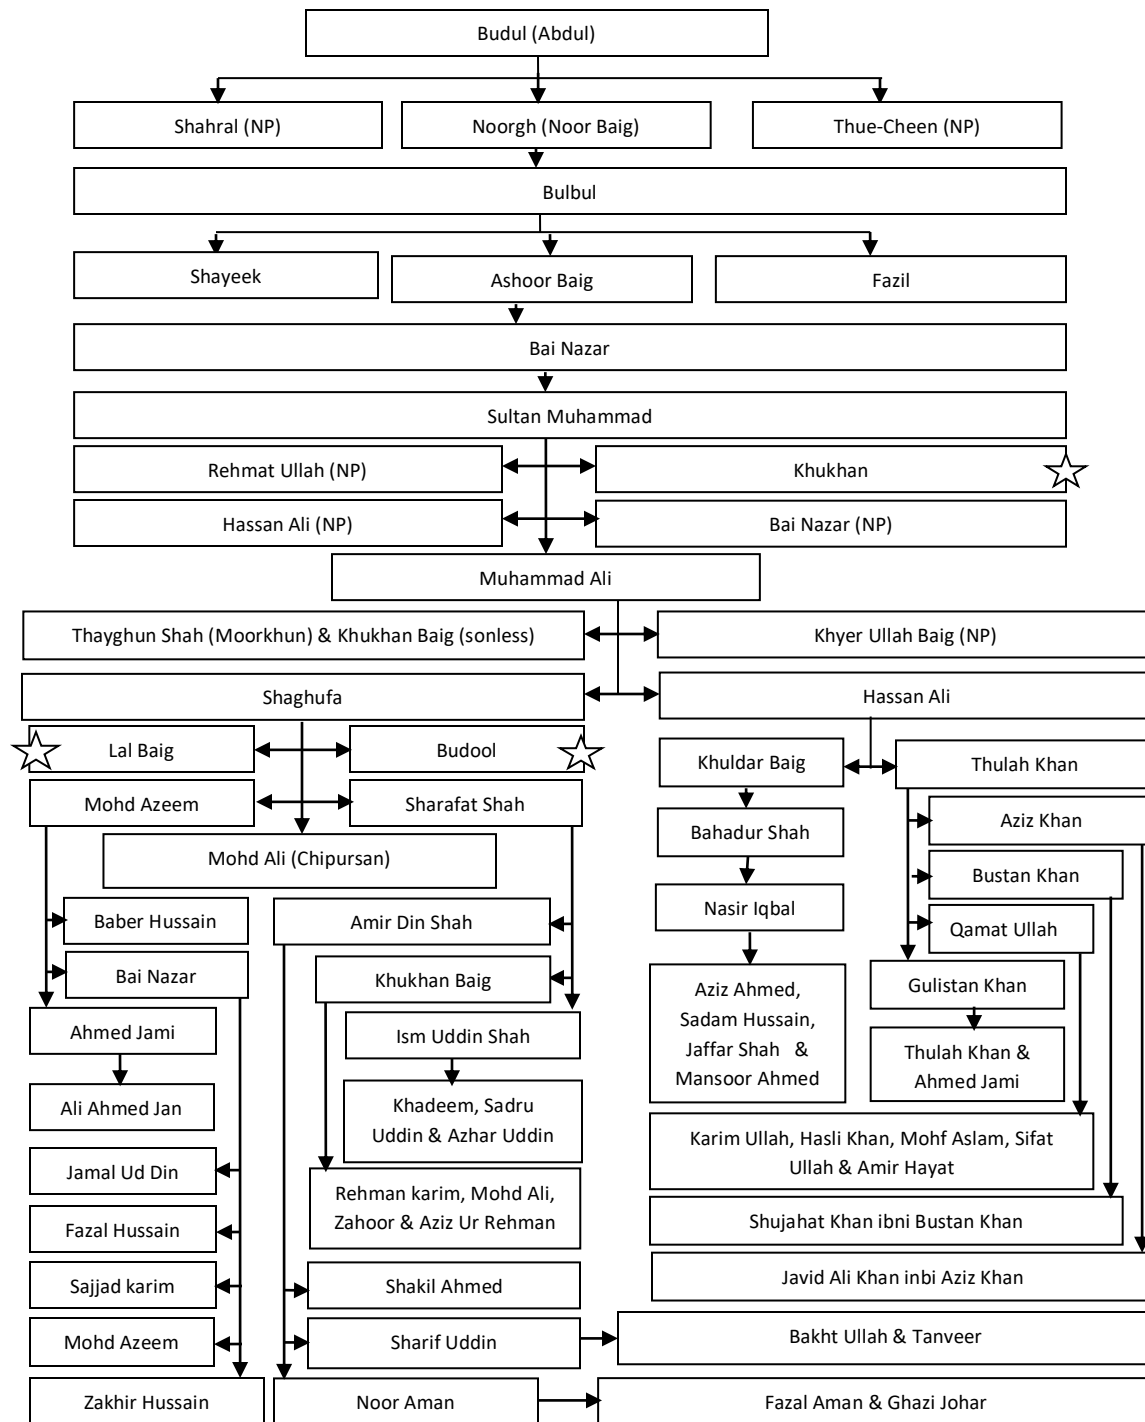 Budul (Abdul)
Shahral (NP)
Noorgh (Noor Baig)
Thue-Cheen (NP)
Bulbul
Shayeek
Ashoor Baig
Fazil
Bai Nazar
Sultan Muhammad
Rehmat Ullah (NP)
Khukhan
Hassan Ali (NP)
Bai Nazar (NP)
Muhammad Ali
Thayghun Shah (Moorkhun) & Khukhan Baig (sonless)
Khyer Ullah Baig (NP)
Shaghufa
Hassan Ali
Lal Baig
Budool
Khuldar Baig
Thulah Khan
Mohd Azeem
Sharafat Shah
Bahadur Shah
Aziz Khan
Mohd Ali (Chipursan)
Bustan Khan
Baber Hussain
Amir Din Shah
Nasir Iqbal
Qamat Ullah
Bai Nazar
Khukhan Baig
Gulistan Khan
Ahmed Jami
Ism Uddin Shah
Aziz Ahmed,
Sadam Hussain,
Jaffar Shah &
Mansoor Ahmed
Thulah Khan &
Ahmed Jami
Ali Ahmed Jan
Khadeem, Sadru
Uddin & Azhar Uddin
Karim Ullah, Hasli Khan, Mohf Aslam, Sifat
Ullah & Amir Hayat
Jamal Ud Din
Rehman karim, Mohd Ali,
Zahoor & Aziz Ur Rehman
Fazal Hussain
Shujahat Khan ibni Bustan Khan
Sajjad karim
Shakil Ahmed
Javid Ali Khan inbi Aziz Khan
Mohd Azeem
Sharif Uddin
Bakht Ullah & Tanveer
Zakhir Hussain
Noor Aman
Fazal Aman & Ghazi Johar